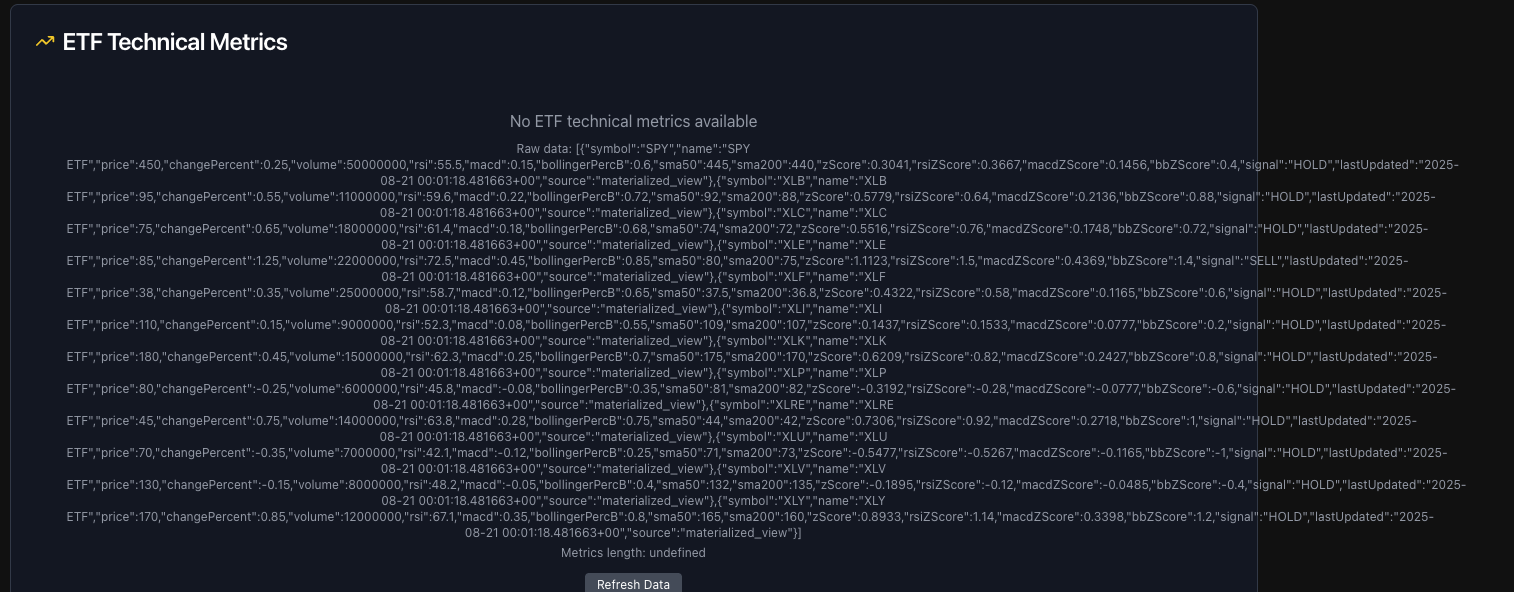 ETF Technical Metrics
No ETF technical metrics available
Raw data: [{"symbol":"SPY","name":"SPY
ETF","price":450,"changePercent":0.25,"volume":50000000,"rsi":55.5,"macd":0.15,"bollingerPercB":0.6,"sma50":445,"sma200":440,"zScore":0.3041,"rsiZScore":0.3667,"macdZScore":0.1456,"bbZScore":0.4,"signal":"HOLD","lastUpdated":"2025-
08-21 00:01:18.481663+00","source":"materialized_view"},{"symbol":"XLB","name":"XLB
ETF","price":95,"changePercent":0.55,"volume":11000000,"rsi":59.6,"macd":0.22,"bollingerPercB":0.72,"sma50":92,"sma200":88,"zScore":0.5779,"rsiZScore":0.64,"macdZScore":0.2136,"bbZScore":0.88,"signal":"HOLD","lastUpdated":"2025-
08-21 00:01:18.481663+00","source":"materialized_view"},{"symbol":"XLC","name":"XLC
ETF","price":75,"changePercent":0.65,"volume":18000000,"rsi":61.4,"macd":0.18,"bollingerPercB":0.68,"sma50":74,"sma200":72,"zScore":0.5516,"rsiZScore":0.76,"macdZScore":0.1748,"bbZScore":0.72,"signal":"HOLD","lastUpdated":"2025-
08-21 00:01:18.481663+00","source":"materialized_view"},{"symbol":"XLE","name":"XLE
ETF","price":85,"changePercent":1.25,"volume":22000000,"rsi":72.5,"macd":0.45,"bollingerPercB":0.85,"sma50":80,"sma200":75,"zScore":1.1123,"rsiZScore":1.5,"macdZScore":0.4369,"bbZScore":1.4,"signal":"SELL","lastUpdated":"2025-
08-21 00:01:18.481663+00","source":"materialized_view"},{"symbol":"XLF","name":"XLF
ETF","price":38,"changePercent":0.35,"volume":25000000,"rsi":58.7,"macd":0.12,"bollingerPercB":0.65,"sma50":37.5,"sma200":36.8,"zScore":0.4322,"rsiZScore":0.58,"macdZScore":0.1165,"bbZScore":0.6,"signal":"HOLD","lastUpdated":"2025-
08-21 00:01:18.481663+00","source":"materialized_view"},{"symbol":"XLI","name":"XLI
ETF","price":110,"changePercent":0.15,"volume":9000000,"rsi":52.3,"macd":0.08,"bollingerPercB":0.55,"sma50":109,"sma200":107,"zScore":0.1437,"rsiZScore":0.1533,"macdZScore":0.0777,"bbZScore":0.2,"signal":"HOLD","lastUpdated":"2025-
08-21 00:01:18.481663+00","source":"materialized_view"},{"symbol":"XLK","name":"XLK
ETF","price":180,"changePercent":0.45,"volume":15000000,"rsi":62.3,"macd":0.25,"bollingerPercB":0.7,"sma50":175,"sma200":170,"zScore":0.6209,"rsiZScore":0.82,"macdZScore":0.2427,"bbZScore":0.8,"signal":"HOLD","lastUpdated":"2025-
08-21 00:01:18.481663+00","source":"materialized_view"},{"symbol":"XLP","name":"XLP
ETF","price":80,"changePercent":-0.25,"volume":6000000,"rsi":45.8,"macd":-0.08,"bollingerPercB":0.35,"sma50":81,"sma200":82,"zScore":-0.3192,"rsiZScore":-0.28,"macdZScore":-0.0777,"bbZScore":-0.6,"signal":"HOLD","lastUpdated":"2025-
08-21 00:01:18.481663+00","source":"materialized_view"},{"symbol":"XLRE","name":"XLRE
ETF","price":45,"changePercent":0.75,"volume":14000000,"rsi":63.8,"macd":0.28,"bollingerPercB":0.75,"sma50":44,"sma200":42,"zScore":0.7306,"rsiZScore":0.92,"macdZScore":0.2718,"bbZScore":1,"signal":"HOLD","lastUpdated":"2025-
08-21 00:01:18.481663+00","source":"materialized_view"},{"symbol":"XLU","name":"XLU
ETF","price":70,"changePercent":-0.35,"volume":7000000,"rsi":42.1,"macd":-0.12,"bollingerPercB":0.25,"sma50":71,"sma200":73,"zScore":-0.5477,"rsiZScore":-0.5267,"macdZScore":-0.1165,"bbZScore":-1,"signal":"HOLD","lastUpdated":"2025-
08-21 00:01:18.481663+00","source":"materialized_view"},{"symbol":"XLV","name":"XLV
ETF","price":130,"changePercent":-0.15,"volume":8000000,"rsi":48.2,"macd":-0.05,"bollingerPercB":0.4,"sma50":132,"sma200":135,"zScore":-0.1895,"rsiZScore":-0.12,"macdZScore":-0.0485,"bbZScore":-0.4,"signal":"HOLD","lastUpdated":"2025-
08-21 00:01:18.481663+00","source":"materialized_view"},{"symbol":"XLY","name":"XLY
ETF","price":170,"changePercent":0.85,"volume":12000000,"rsi":67.1,"macd":0.35,"bollingerPercB":0.8,"sma50":165,"sma200":160,"zScore":0.8933,"rsiZScore":1.14,"macdZScore":0.3398,"bbZScore":1.2,"signal":"HOLD","lastUpdated":"2025-
08-21 00:01:18.481663+00","source":"materialized_view"}]
Metrics length: undefined
Refresh Data